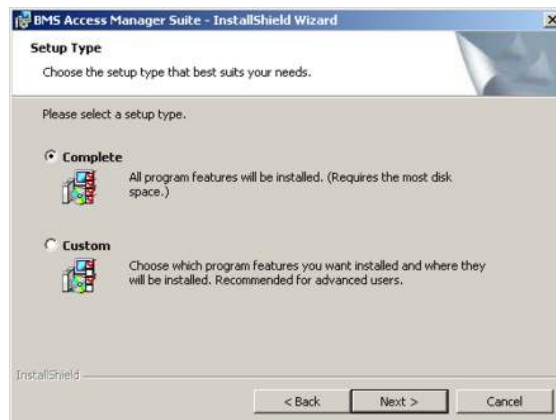 BMS Access Manager Suite - InstallShield Wizard
Setup Type
Choose the setup type that best suits your needs.
Please select a setup type.
Complete
All program features will be installed. (Requires the most disk
space.)
Custom
Choose which program features you want installed and where they
will be installed. Recommended for advanced users.
InstallShield
< Back Next > Cancel